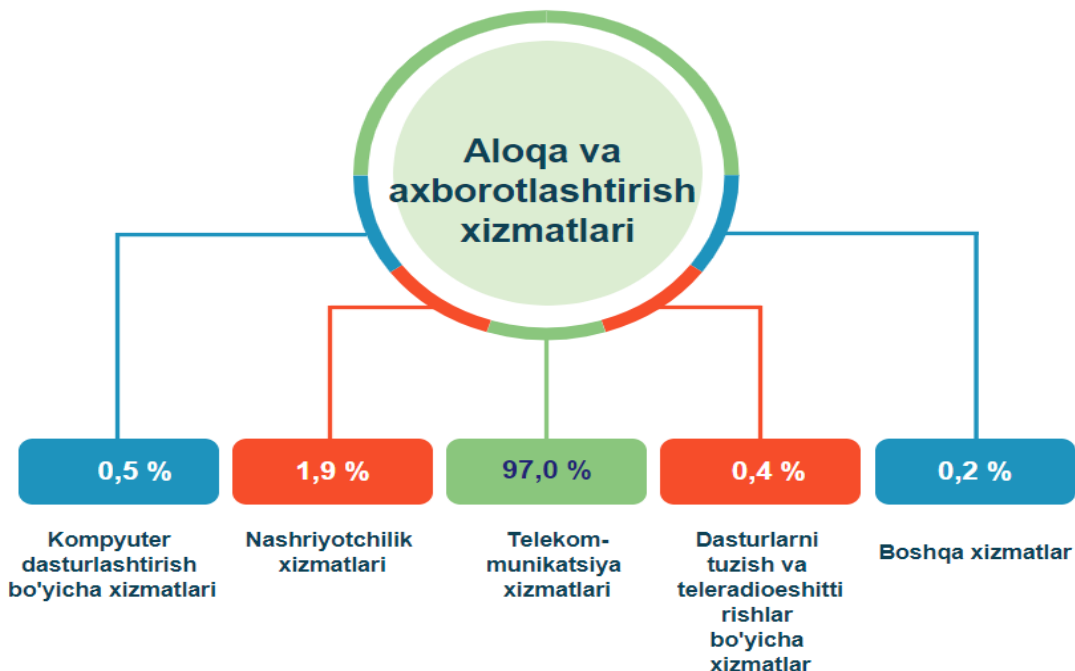 Aloqa va
axborotlashtirish
xizmatlari
0,5 %
1,9 %
97,0 %
0,4 %
0,2 %
Kompyuter
dasturlashtirish
bo'yicha xizmatlari
Nashriyotchilik
xizmatlari
Telekom-
munikatsiya
xizmatlari
Dasturlarni
tuzish va
teleradioeshitti
rishlar
bo'yicha
xizmatlar
Boshqa xizmatlar